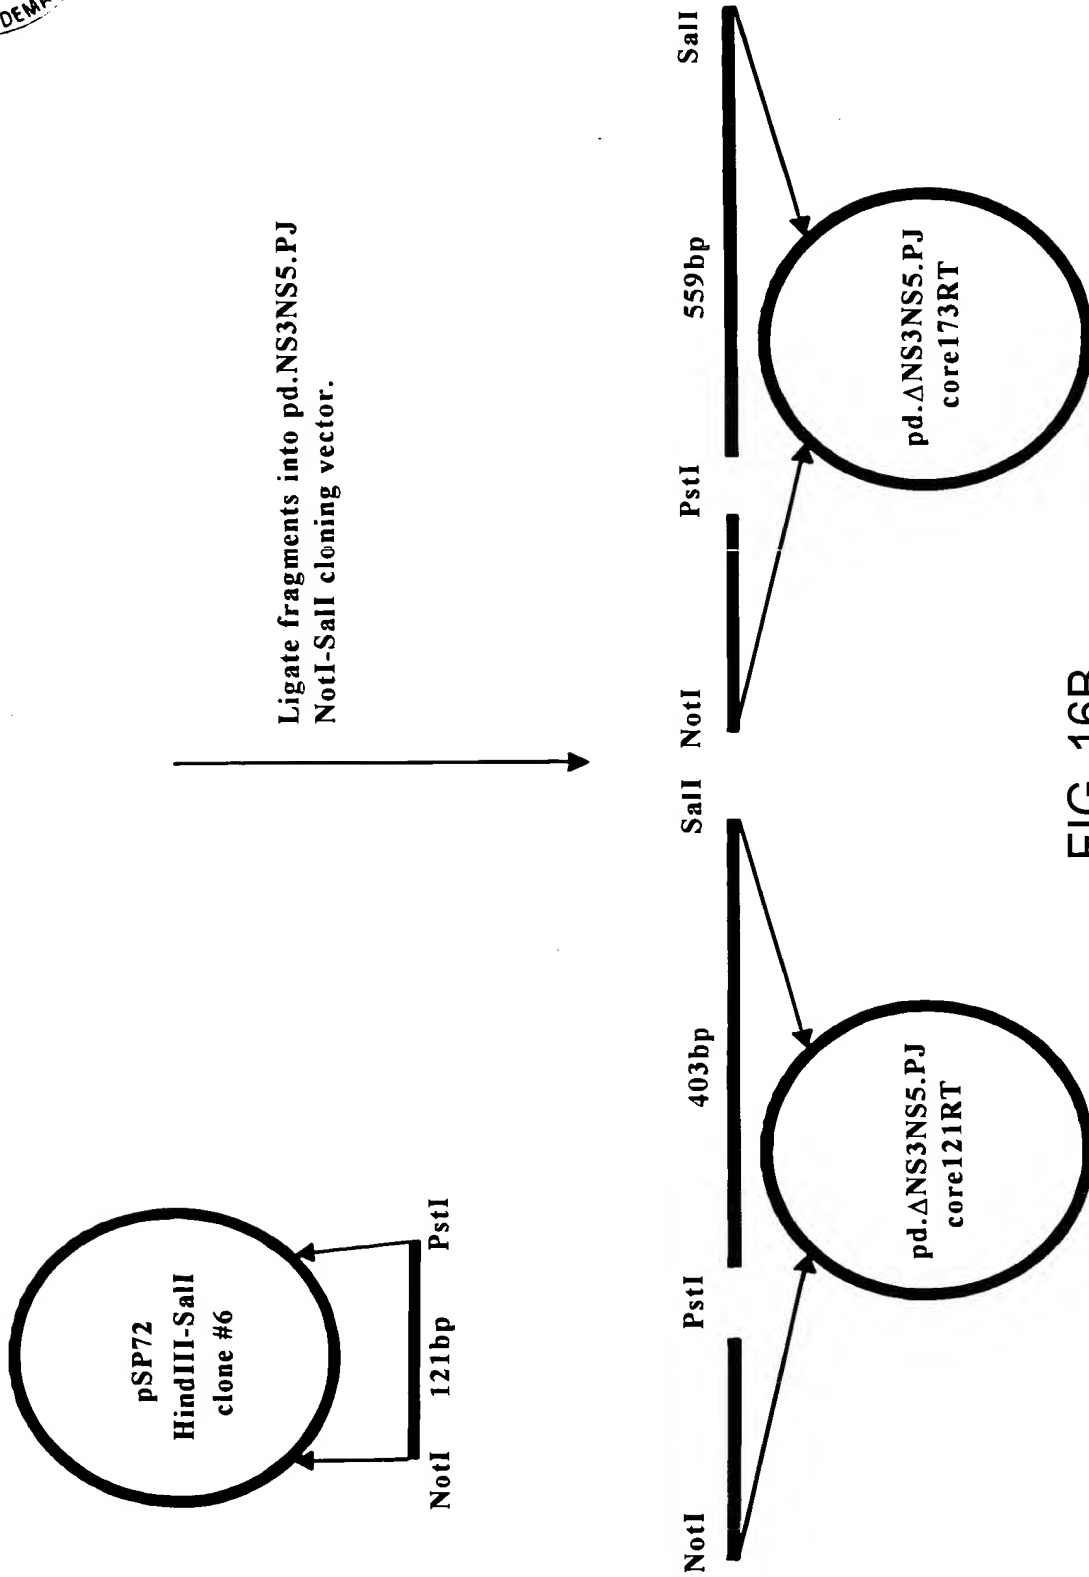 DEMA
pSP72
HindIII-SalI
clone #6
NotI
121bp
PstI
Ligate fragments into pd.NS3NS5.PJ
NotI-SalI cloning vector.
NotI
PstI
403bp
SalI
NotI
PstI
559bp
SalI
pd.ΔNS3NS5.PJ
core121RT
pd.ΔNS3NS5.PJ
core173RT
FIG. 16B